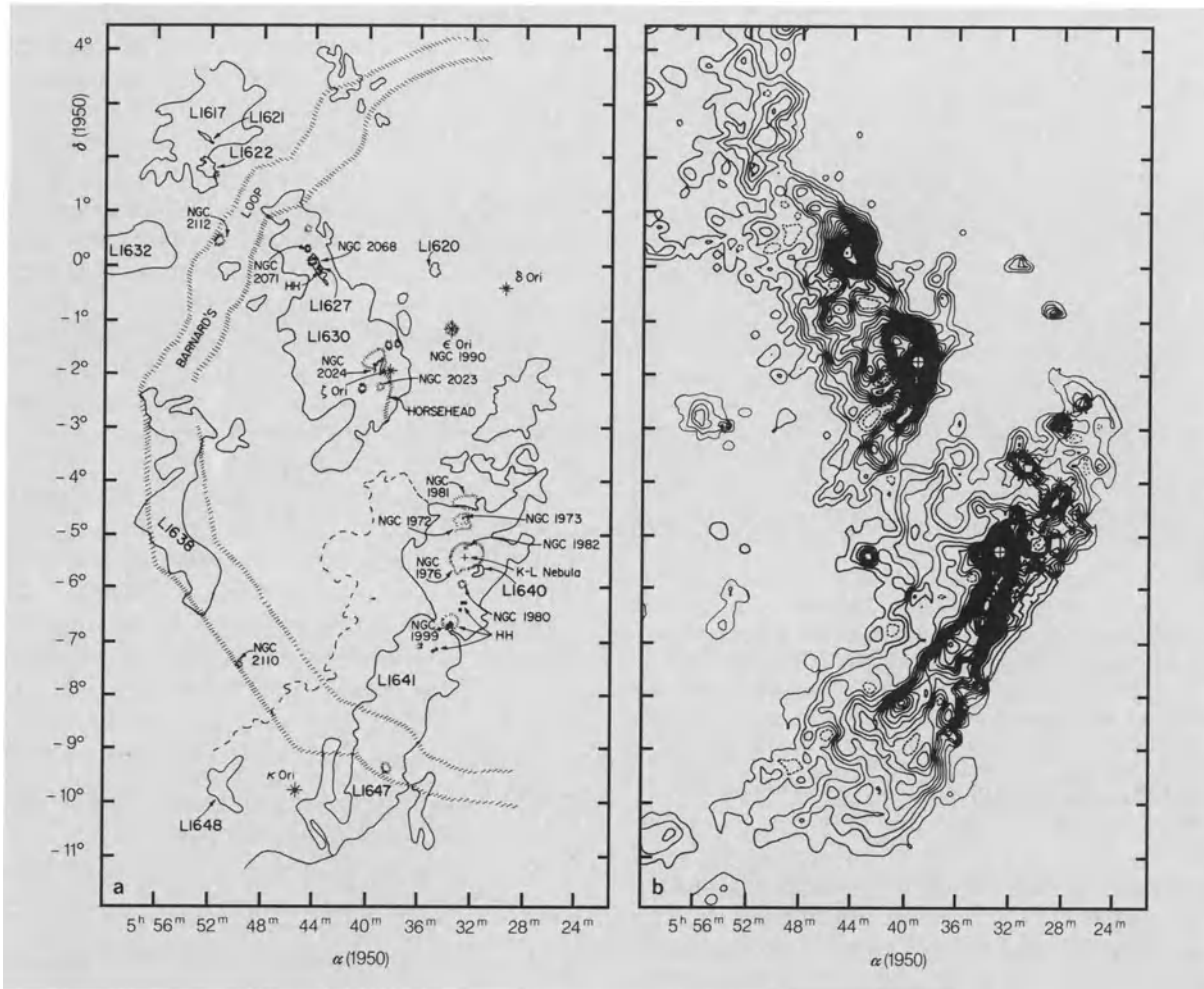 4°
δ (1950)
1°
0°
-1°
-2°
-3°
-4°
-5°
-6°
-7°
-8°
-9°
-10°
-11°
L1617
L1621
L1622
LOOP
BARNARD'S
NGC
2112
L1632
NGC 2068
NGC
2071
HH
L1620
δ Ori
L1627
L1630
ϵ Ori
NGC 1990
NGC
2024
NGC 2023
ζ Ori
HORSEHEAD
NGC
1981
NGC 1972
NGC 1973
L1638
NGC 1982
NGC
1976
K-L Nebula
L1640
NGC 1980
NGC
1999
HH
NGC
2110
L1641
κ Ori
L1647
L1648
a
5h 56m 52m 48m 44m 40m 36m 32m 28m 24m
α (1950)
b
5h 56m 52m 48m 44m 40m 36m 32m 28m 24m
α (1950)